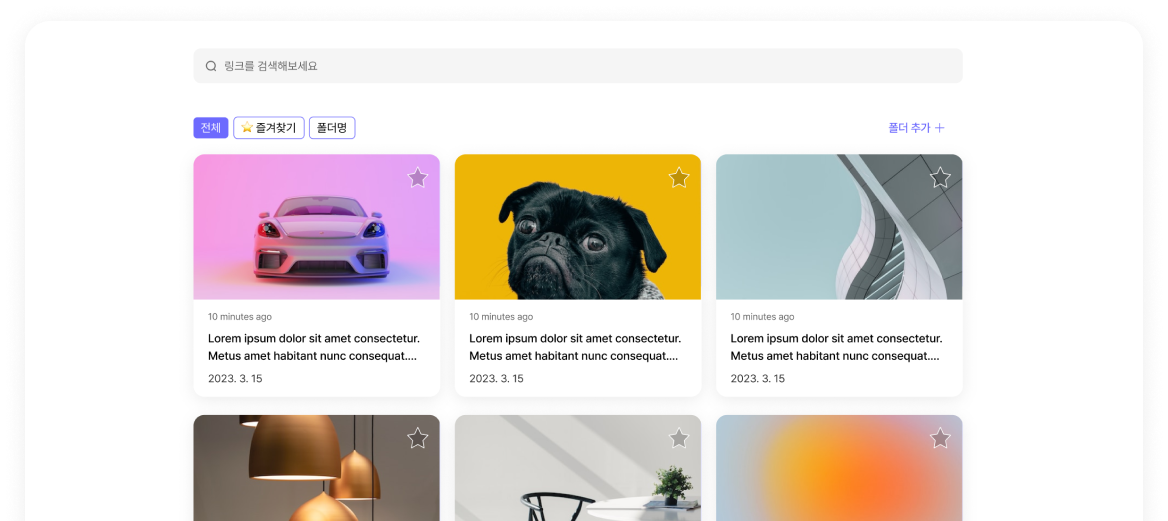 링크를 검색해보세요
전체
⭐ 즐겨찾기
폴더명
폴더 추가 +
10 minutes ago
Lorem ipsum dolor sit amet consectetur.
Metus amet habitant nunc consequat....
2023. 3. 15
10 minutes ago
Lorem ipsum dolor sit amet consectetur.
Metus amet habitant nunc consequat....
2023. 3. 15
10 minutes ago
Lorem ipsum dolor sit amet consectetur.
Metus amet habitant nunc consequat....
2023. 3. 15